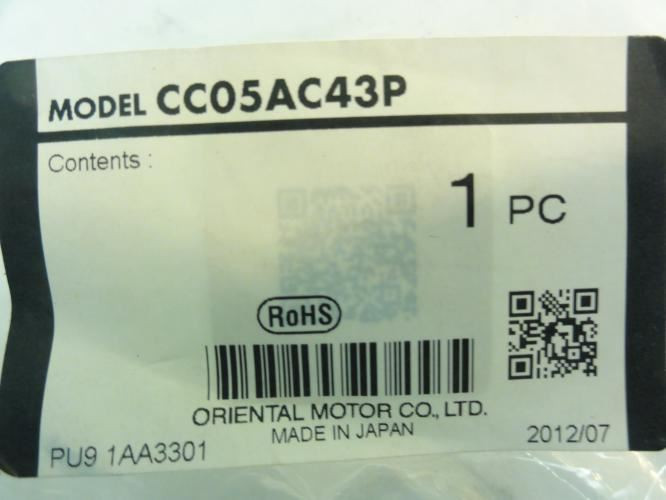 MODEL CC05AC43P
Contents :
1 PC
RoHS
ORIENTAL MOTOR CO., LTD.
MADE IN JAPAN
PU9 1AA3301
2012/07